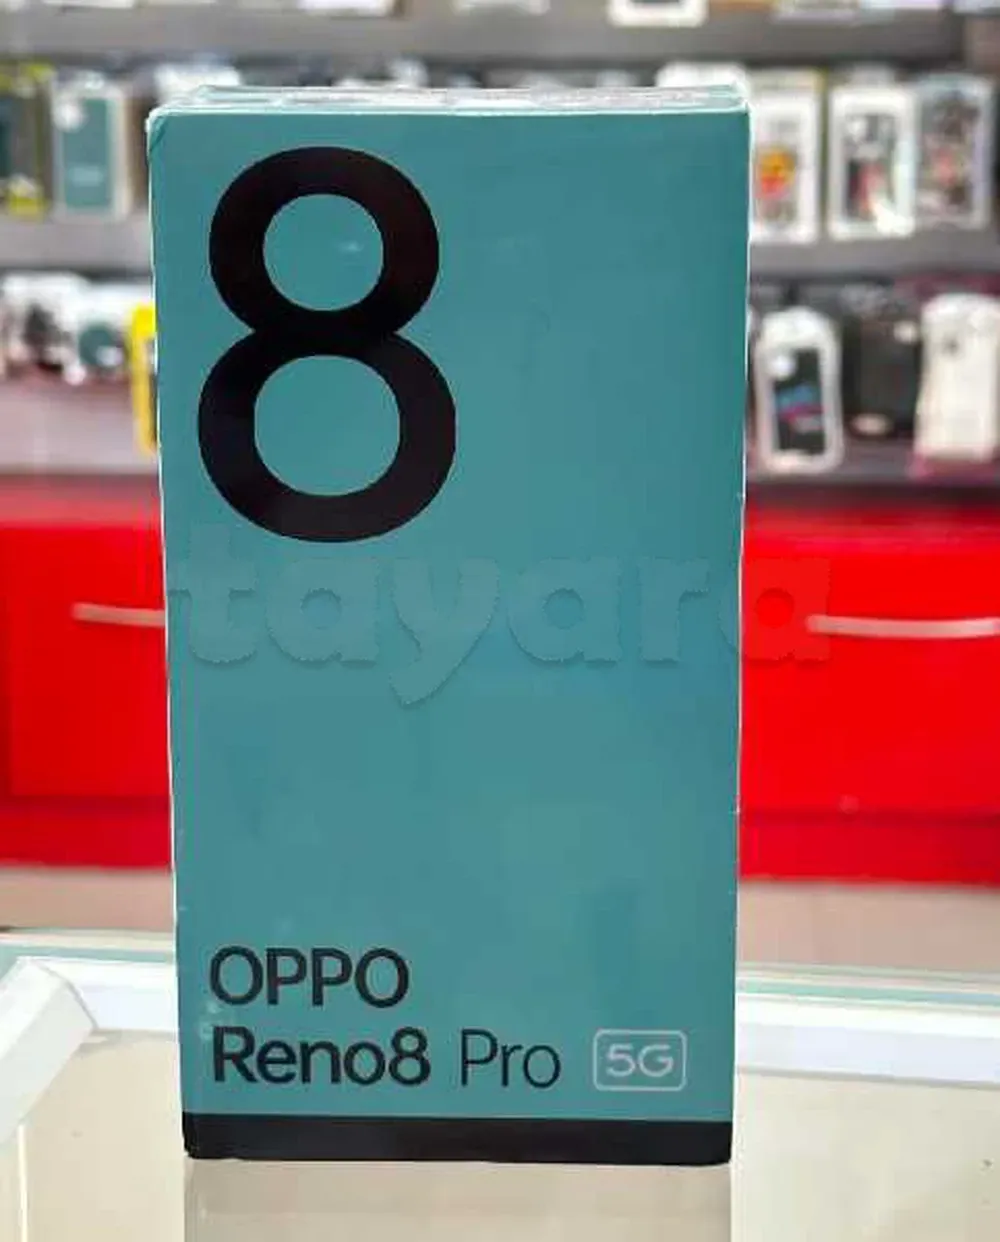 8
tayara
OPPO
Reno8 Pro 5G